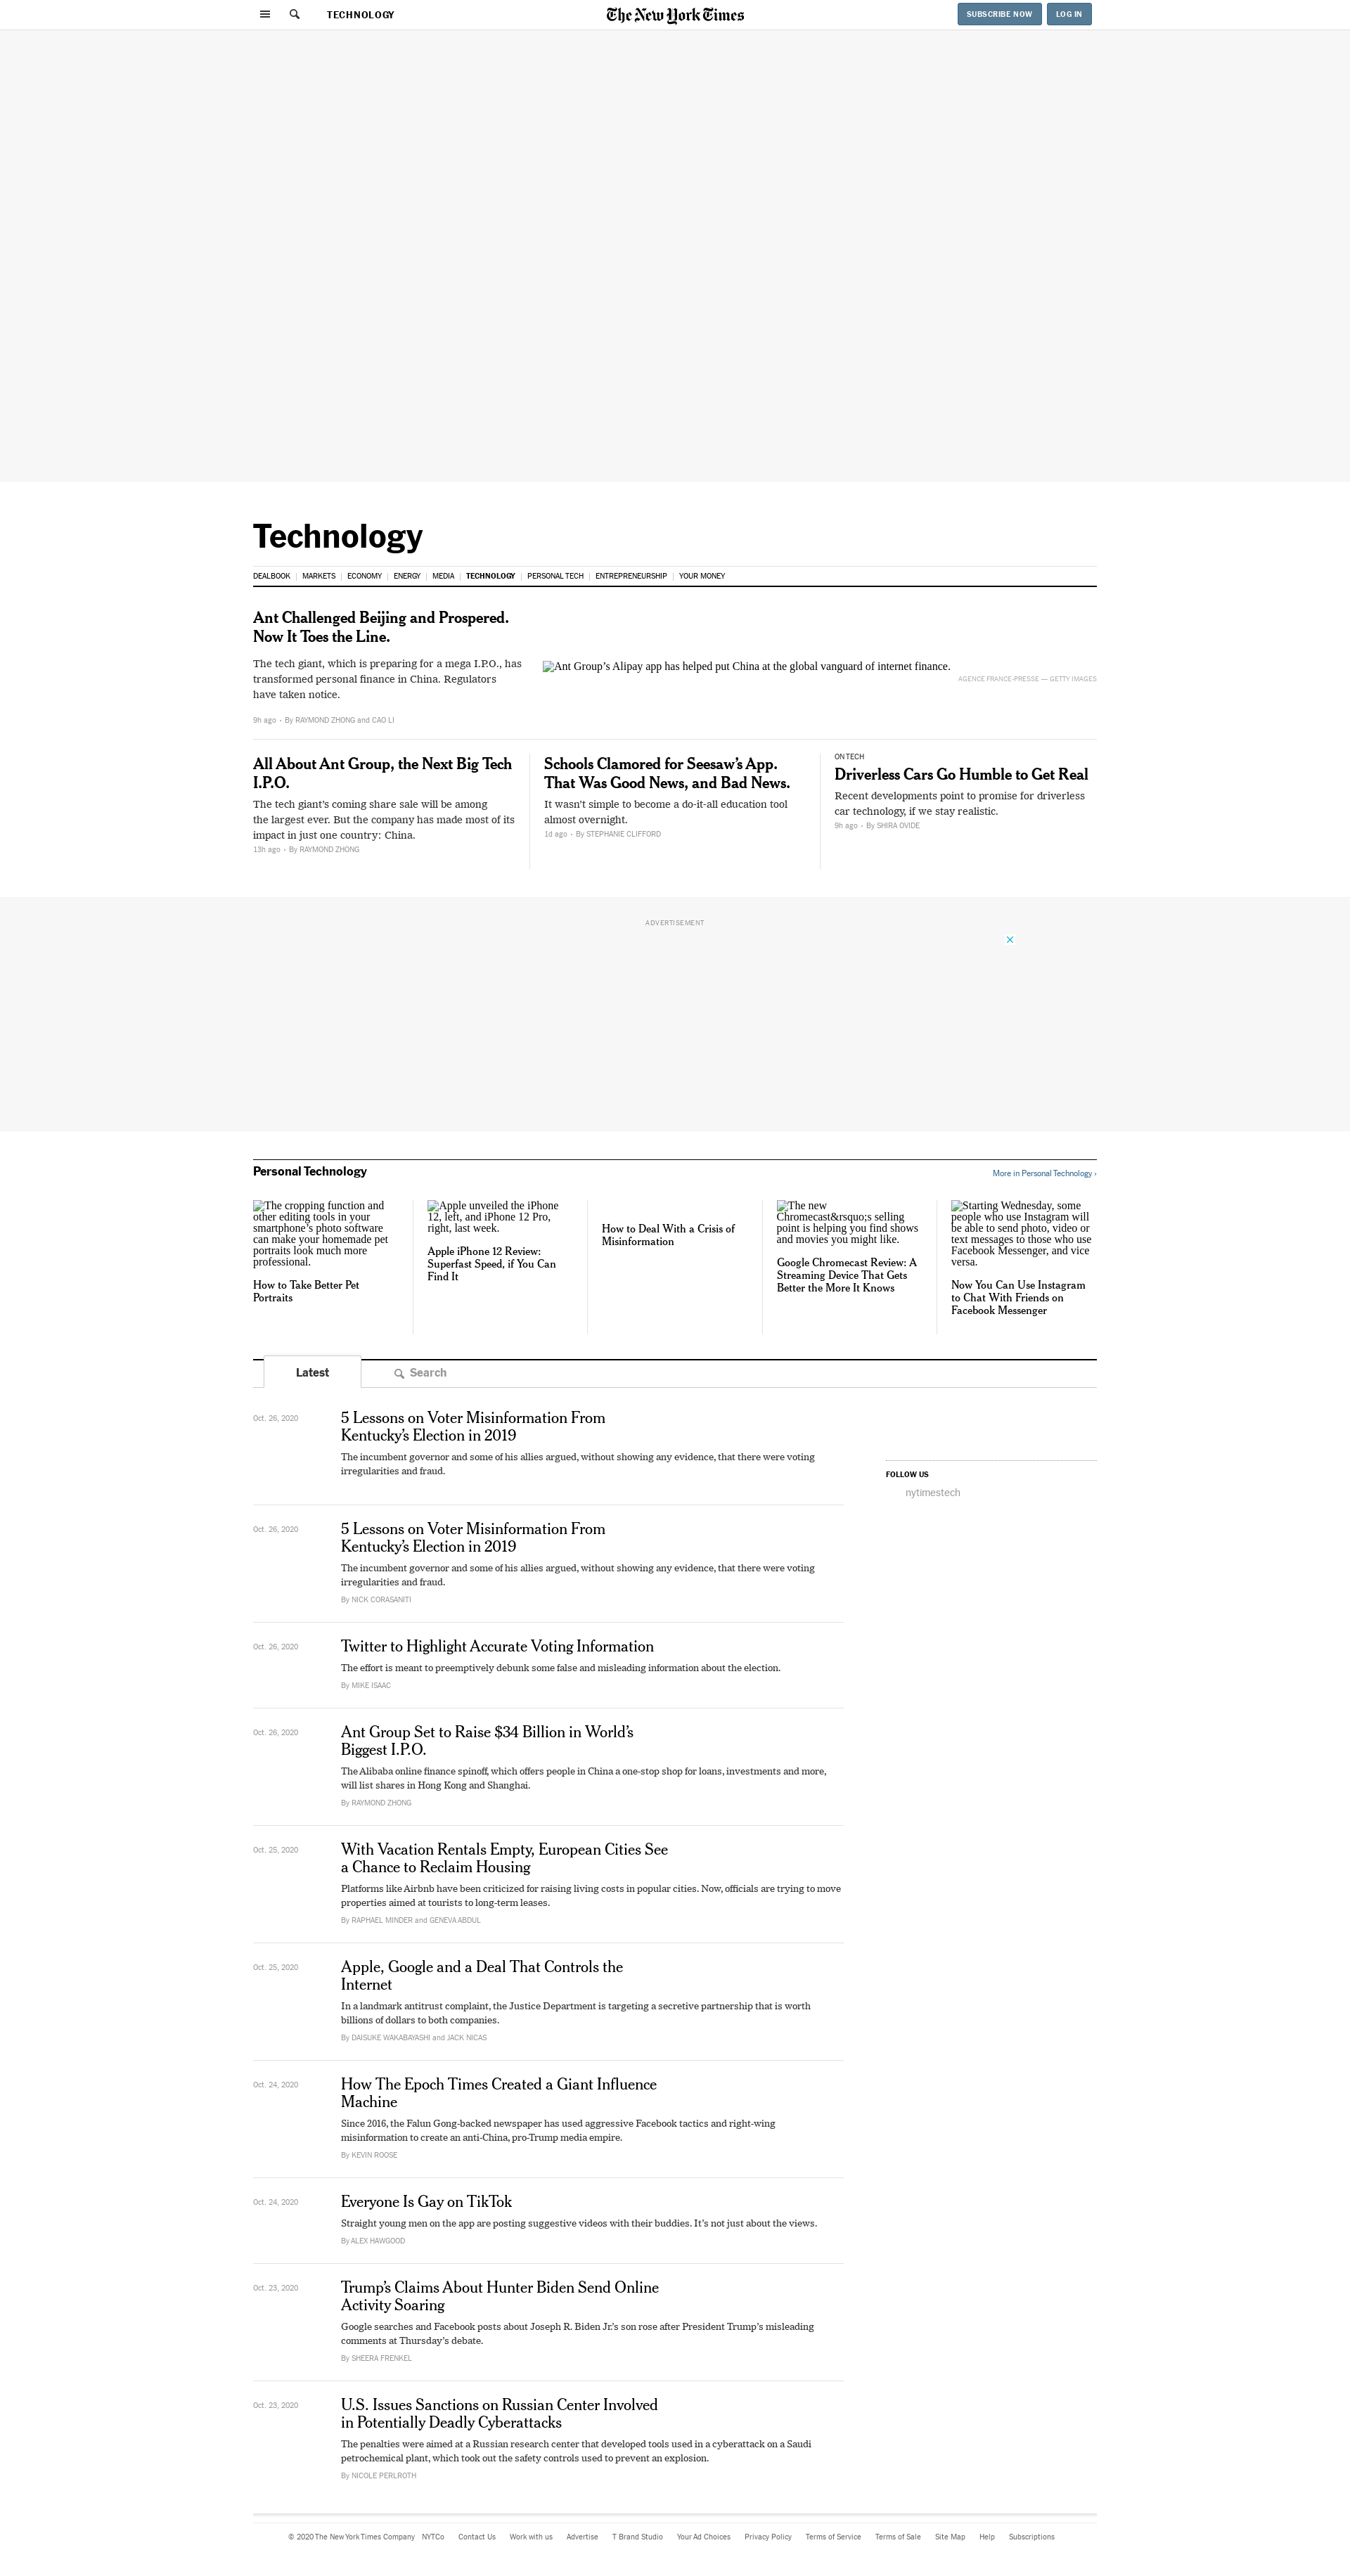 TECHNOLOGY
The New York Times
SUBSCRIBE NOW
LOG IN
Technology
DEALBOOK | MARKETS | ECONOMY | ENERGY | MEDIA | TECHNOLOGY | PERSONAL TECH | ENTREPRENEURSHIP | YOUR MONEY
Ant Challenged Beijing and Prospered.
Now It Toes the Line.
The tech giant, which is preparing for a mega I.P.O., has
transformed personal finance in China. Regulators
have taken notice.
9h ago • By RAYMOND ZHONG and CAO LI
Ant Group’s Alipay app has helped put China at the global vanguard of internet finance.
AGENCE FRANCE-PRESSE — GETTY IMAGES
All About Ant Group, the Next Big Tech
I.P.O.
The tech giant’s coming share sale will be among
the largest ever. But the company has made most of its
impact in just one country: China.
13h ago • By RAYMOND ZHONG
Schools Clamored for Seesaw’s App.
That Was Good News, and Bad News.
It wasn’t simple to become a do-it-all education tool
almost overnight.
1d ago • By STEPHANIE CLIFFORD
ON TECH
Driverless Cars Go Humble to Get Real
Recent developments point to promise for driverless
car technology, if we stay realistic.
9h ago • By SHIRA OVIDE
ADVERTISEMENT
Personal Technology
More in Personal Technology ›
The cropping function and
other editing tools in your
smartphone’s photo software
can make your homemade pet
portraits look much more
professional.
How to Take Better Pet
Portraits
Apple unveiled the iPhone
12, left, and iPhone 12 Pro,
right, last week.
Apple iPhone 12 Review:
Superfast Speed, if You Can
Find It
How to Deal With a Crisis of
Misinformation
The new
Chromecast&rsquo;s selling
point is helping you find shows
and movies you might like.
Google Chromecast Review: A
Streaming Device That Gets
Better the More It Knows
Starting Wednesday, some
people who use Instagram will
be able to send photo, video or
text messages to those who use
Facebook Messenger, and vice
versa.
Now You Can Use Instagram
to Chat With Friends on
Facebook Messenger
Latest
Search
Oct. 26, 2020
5 Lessons on Voter Misinformation From
Kentucky’s Election in 2019
The incumbent governor and some of his allies argued, without showing any evidence, that there were voting
irregularities and fraud.
FOLLOW US
nytimestech
Oct. 26, 2020
5 Lessons on Voter Misinformation From
Kentucky’s Election in 2019
The incumbent governor and some of his allies argued, without showing any evidence, that there were voting
irregularities and fraud.
By NICK CORASANITI
Oct. 26, 2020
Twitter to Highlight Accurate Voting Information
The effort is meant to preemptively debunk some false and misleading information about the election.
By MIKE ISAAC
Oct. 26, 2020
Ant Group Set to Raise $34 Billion in World’s
Biggest I.P.O.
The Alibaba online finance spinoff, which offers people in China a one-stop shop for loans, investments and more,
will list shares in Hong Kong and Shanghai.
By RAYMOND ZHONG
Oct. 25, 2020
With Vacation Rentals Empty, European Cities See
a Chance to Reclaim Housing
Platforms like Airbnb have been criticized for raising living costs in popular cities. Now, officials are trying to move
properties aimed at tourists to long-term leases.
By RAPHAEL MINDER and GENEVA ABDUL
Oct. 25, 2020
Apple, Google and a Deal That Controls the
Internet
In a landmark antitrust complaint, the Justice Department is targeting a secretive partnership that is worth
billions of dollars to both companies.
By DAISUKE WAKABAYASHI and JACK NICAS
Oct. 24, 2020
How The Epoch Times Created a Giant Influence
Machine
Since 2016, the Falun Gong-backed newspaper has used aggressive Facebook tactics and right-wing
misinformation to create an anti-China, pro-Trump media empire.
By KEVIN ROOSE
Oct. 24, 2020
Everyone Is Gay on TikTok
Straight young men on the app are posting suggestive videos with their buddies. It’s not just about the views.
By ALEX HAWGOOD
Oct. 23, 2020
Trump’s Claims About Hunter Biden Send Online
Activity Soaring
Google searches and Facebook posts about Joseph R. Biden Jr.’s son rose after President Trump’s misleading
comments at Thursday’s debate.
By SHEERA FRENKEL
Oct. 23, 2020
U.S. Issues Sanctions on Russian Center Involved
in Potentially Deadly Cyberattacks
The penalties were aimed at a Russian research center that developed tools used in a cyberattack on a Saudi
petrochemical plant, which took out the safety controls used to prevent an explosion.
By NICOLE PERLROTH
© 2020 The New York Times Company NYTCo Contact Us Work with us Advertise T Brand Studio Your Ad Choices Privacy Policy Terms of Service Terms of Sale Site Map Help Subscriptions